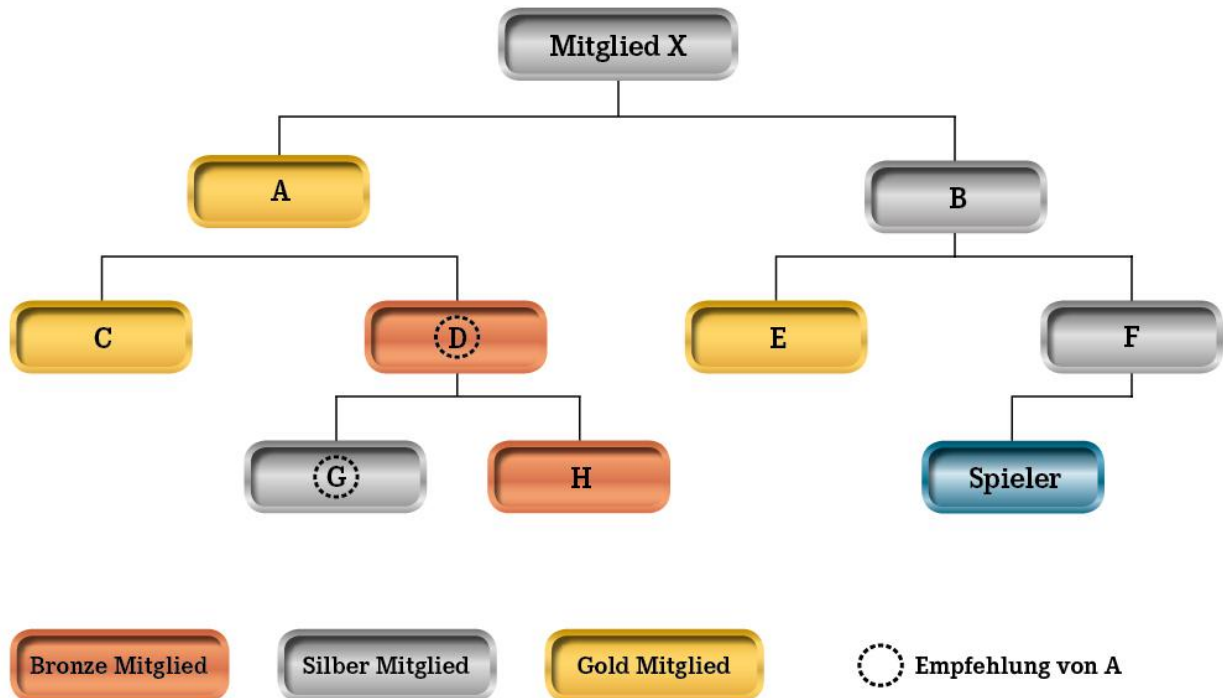 Mitglied X
A
B
C
D
E
F
G
H
Spieler
Bronze Mitglied
Silber Mitglied
Gold Mitglied
Empfehlung von A